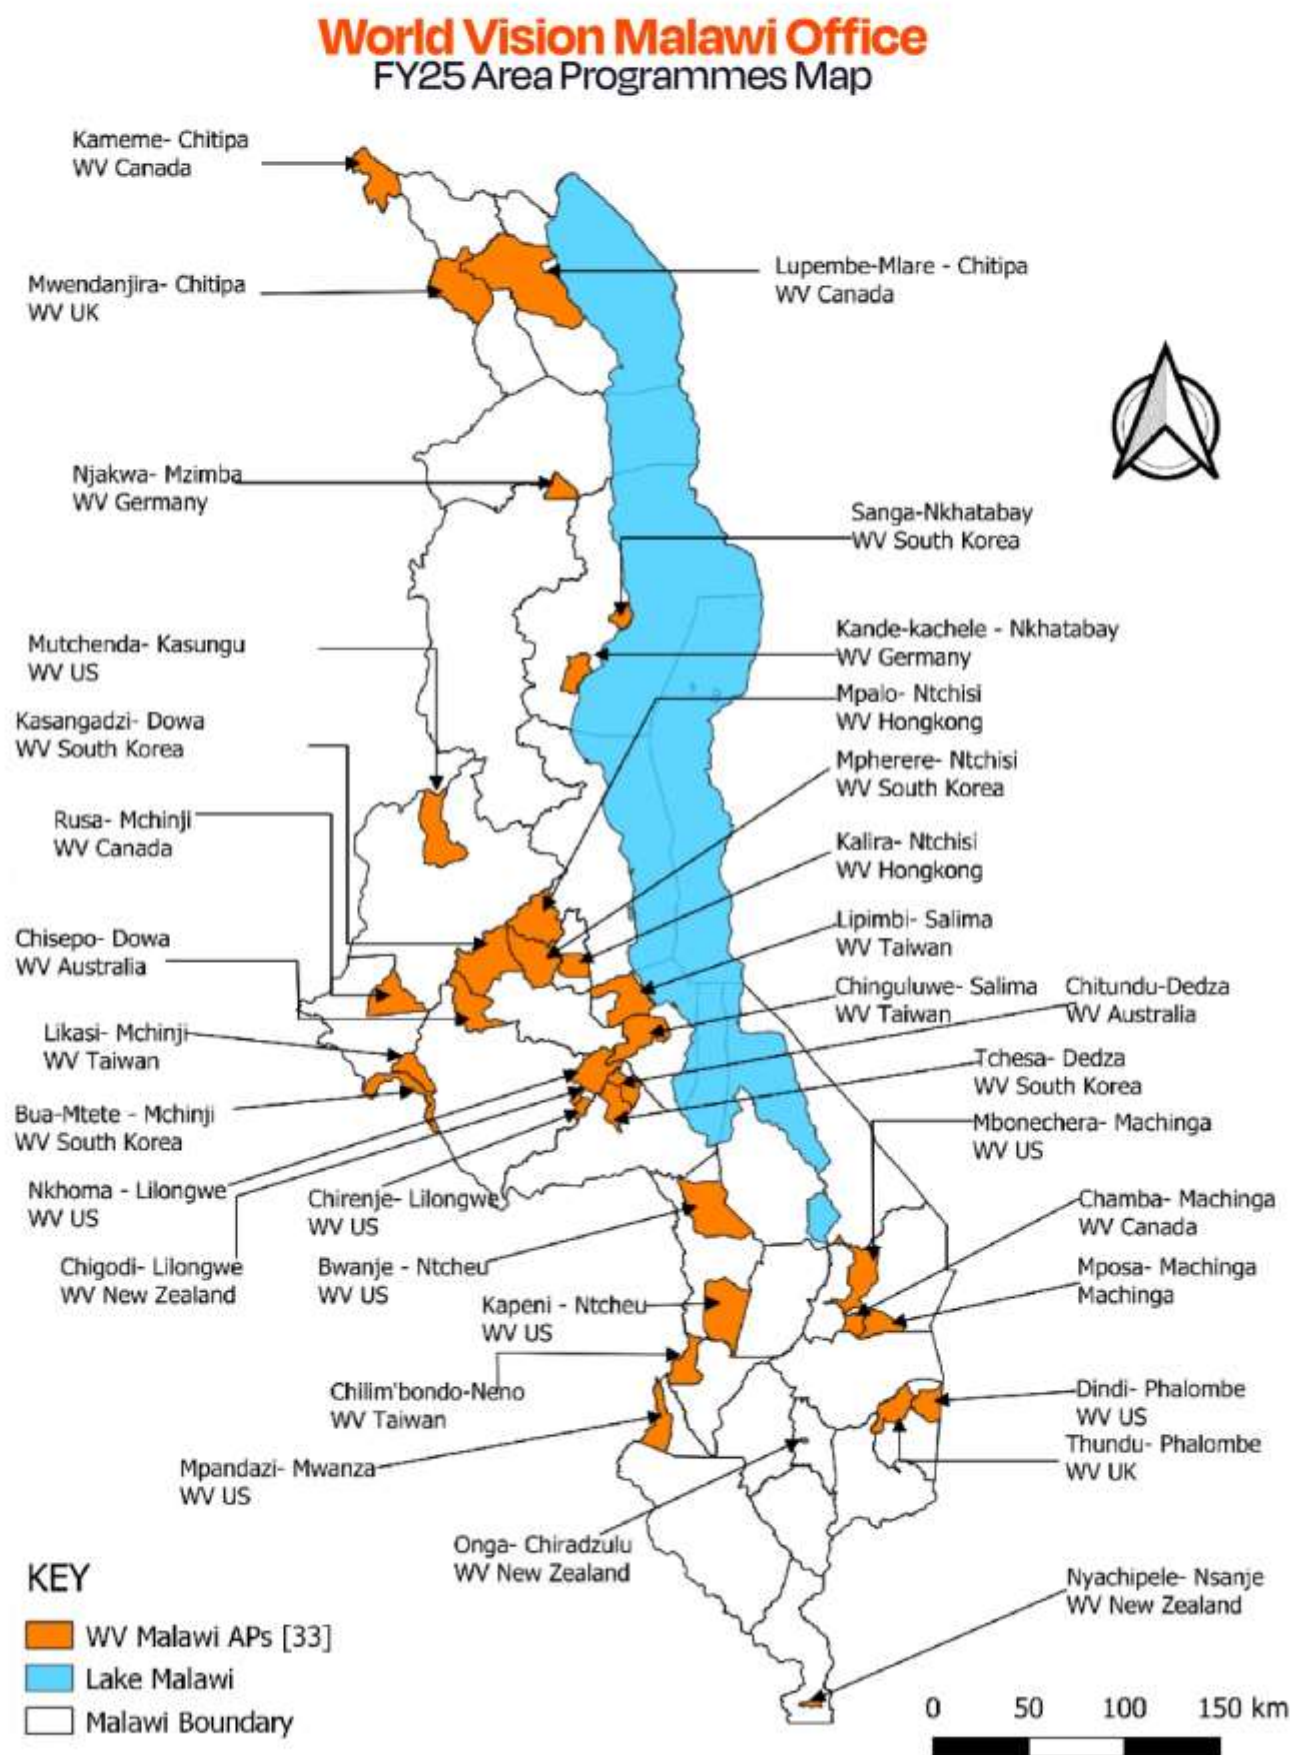 World Vision Malawi Office
FY25 Area Programmes Map
Kameme- Chitipa
WV Canada
Mwendanjira- Chitipa
WV UK
Lupembe-Mlare - Chitipa
WV Canada
Njakwa- Mzimba
WV Germany
Sanga-Nkhatabay
WV South Korea
Mutchenda- Kasungu
WV US
Kande-kachele - Nkhatabay
WV Germany
Kasangadzi- Dowa
WV South Korea
Mpalo- Ntchisi
WV Hongkong
Mpherere- Ntchisi
WV South Korea
Rusa- Mchinji
WV Canada
Kalira- Ntchisi
WV Hongkong
Chisepo- Dowa
WV Australia
Lipimbi- Salima
WV Taiwan
Chinguluwe- Salima
WV Taiwan
Chitundu-Dedza
WV Australia
Likasi- Mchinji
WV Taiwan
Tchesa- Dedza
WV South Korea
Bua-Mtete - Mchinji
WV South Korea
Mbonechera- Machinga
WV US
Nkhoma - Lilongwe
WV US
Chirenje- Lilongwe
WV US
Chamba- Machinga
WV Canada
Chigodi- Lilongwe
WV New Zealand
Bwanje - Ntcheu
WV US
Mposa- Machinga
Machinga
Kapeni - Ntcheu
WV US
Chilim'bondo-Neno
WV Taiwan
Dindi- Phalombe
WV US
Thundu- Phalombe
WV UK
Mpandazi- Mwanza
WV US
Onga- Chiradzulu
WV New Zealand
Nyachipele- Nsanje
WV New Zealand
KEY
WV Malawi APs [33]
Lake Malawi
Malawi Boundary
0 50 100 150 km